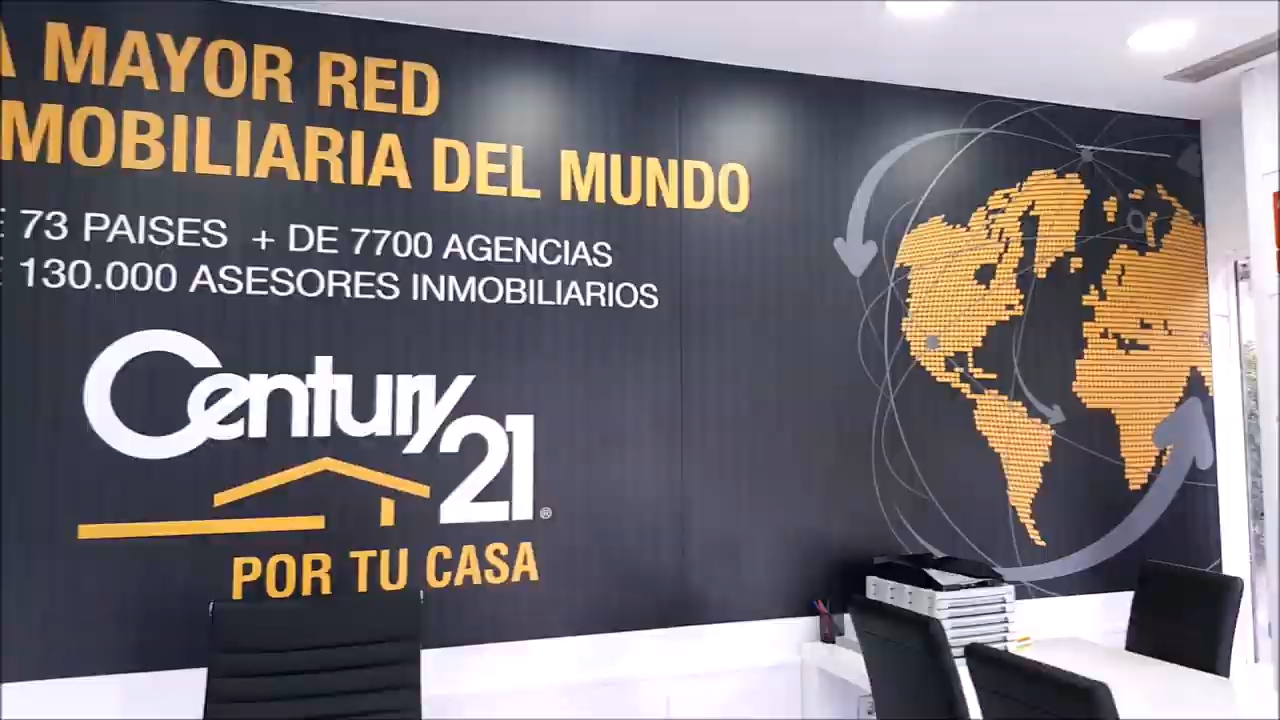 A MAYOR RED
MOBILIARIA DEL MUNDO
E 73 PAISES + DE 7700 AGENCIAS
E 130.000 ASESORES INMOBILIARIOS
Century
21®
POR TU CASA